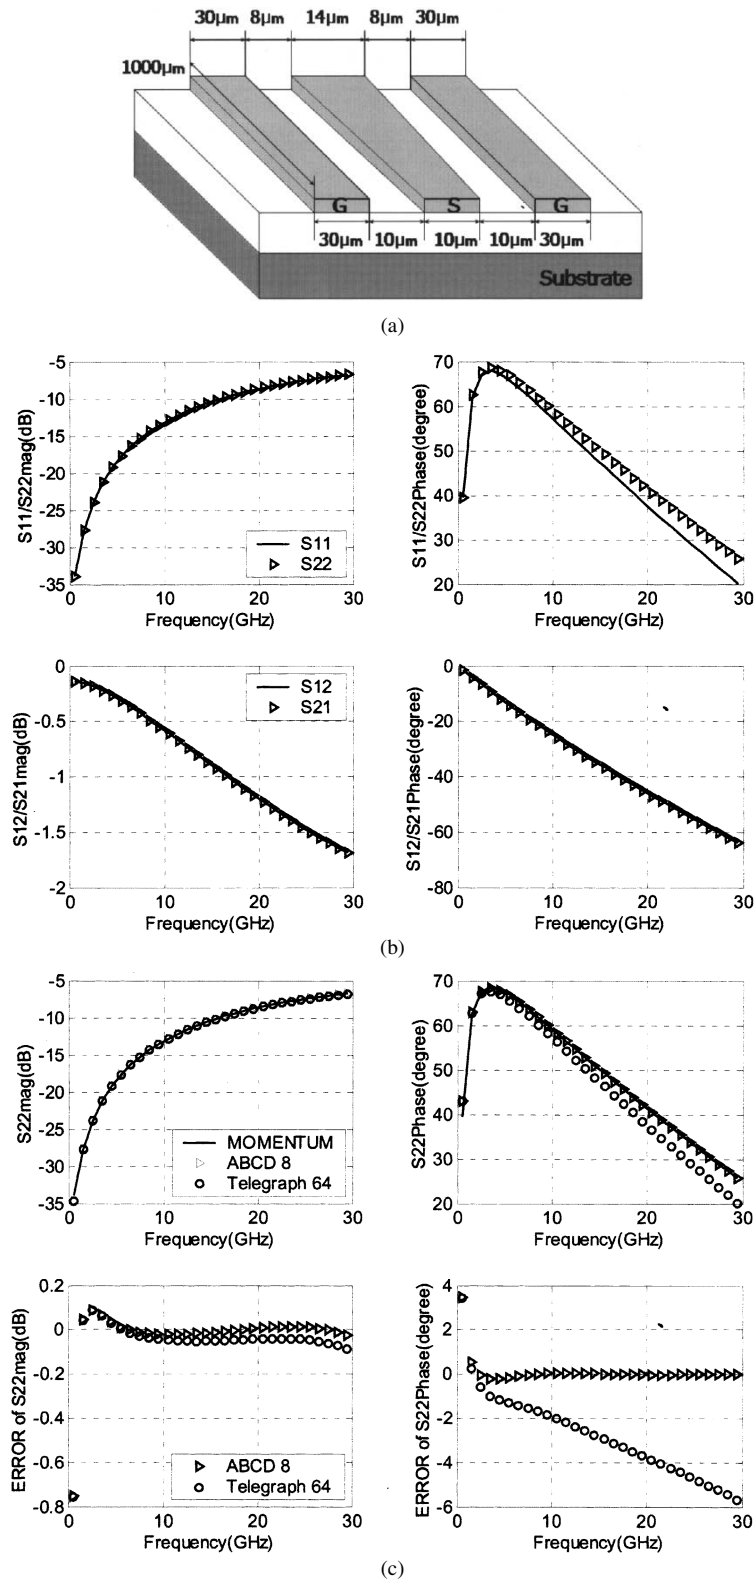 30μm 8μm 14μm 8μm 30μm
1000μm
G S G
30μm 10μm 10μm 10μm 30μm
Substrate
(a)
S11/S22mag(dB)
-5
-10
-15
-20
-25
-30
-35
S11
S22
0 10 20 30
Frequency(GHz)
S11/S22Phase(degree)
70
60
50
40
30
20
0 10 20 30
Frequency(GHz)
S12/S21mag(dB)
0
-0.5
-1
-1.5
-2
S12
S21
0 10 20 30
Frequency(GHz)
S12/S21Phase(degree)
0
-20
-40
-60
-80
0 10 20 30
Frequency(GHz)
(b)
S22mag(dB)
-5
-10
-15
-20
-25
-30
-35
MOMENTUM
ABCD 8
Telegraph 64
0 10 20 30
Frequency(GHz)
S22Phase(degree)
70
60
50
40
30
20
0 10 20 30
Frequency(GHz)
ERROR of S22mag(dB)
0.2
0
-0.2
-0.4
-0.6
-0.8
ABCD 8
Telegraph 64
0 10 20 30
Frequency(GHz)
ERROR of S22Phase(degree)
4
2
0
-2
-4
-6
0 10 20 30
Frequency(GHz)
(c)